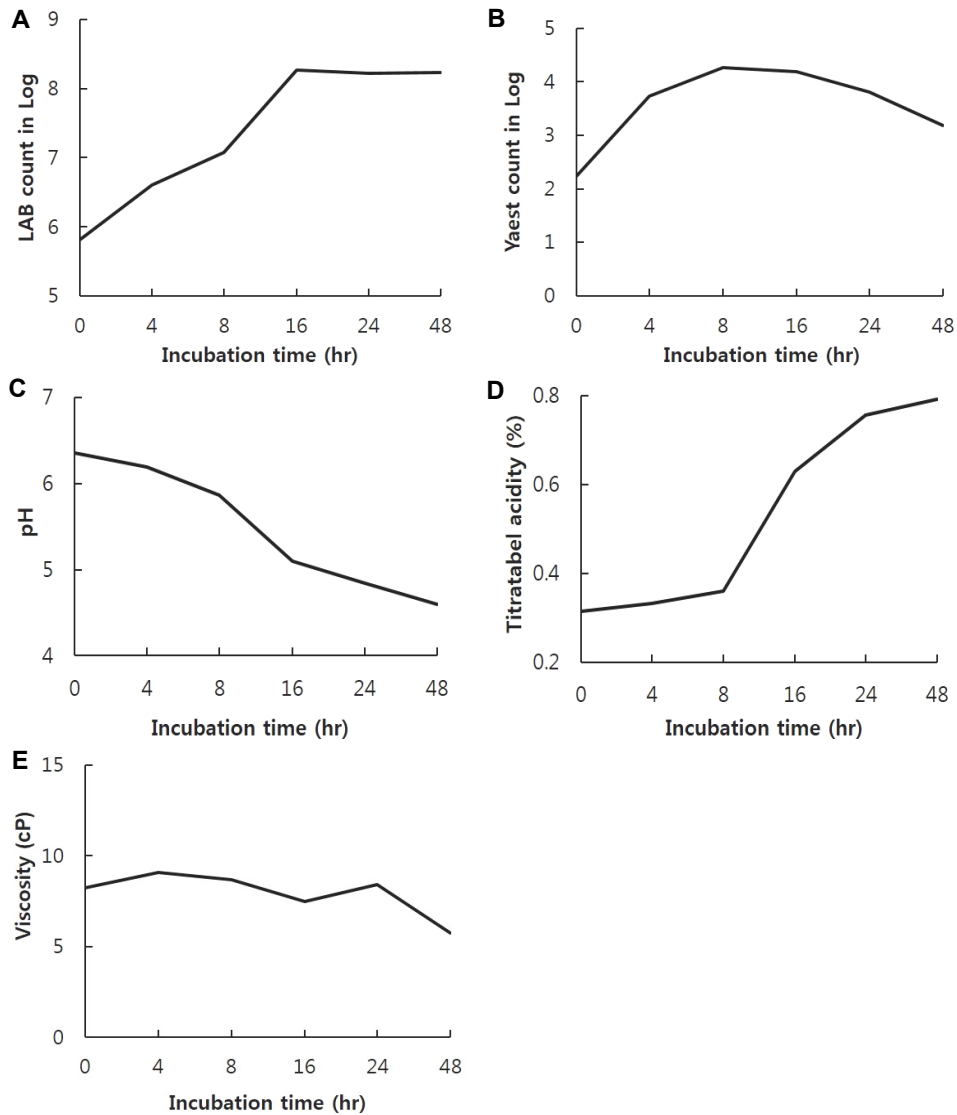 A
LAB count in Log
9
8
7
6
5
0 4 8 16 24 48
Incubation time (hr)
B
Yaest count in Log
5
4
3
2
1
0
0 4 8 16 24 48
Incubation time (hr)
C
pH
7
6
5
4
0 4 8 16 24 48
Incubation time (hr)
D
Titratabel acidity (%)
0.8
0.6
0.4
0.2
0 4 8 16 24 48
Incubation time (hr)
E
Viscosity (cP)
15
10
5
0
0 4 8 16 24 48
Incubation time (hr)